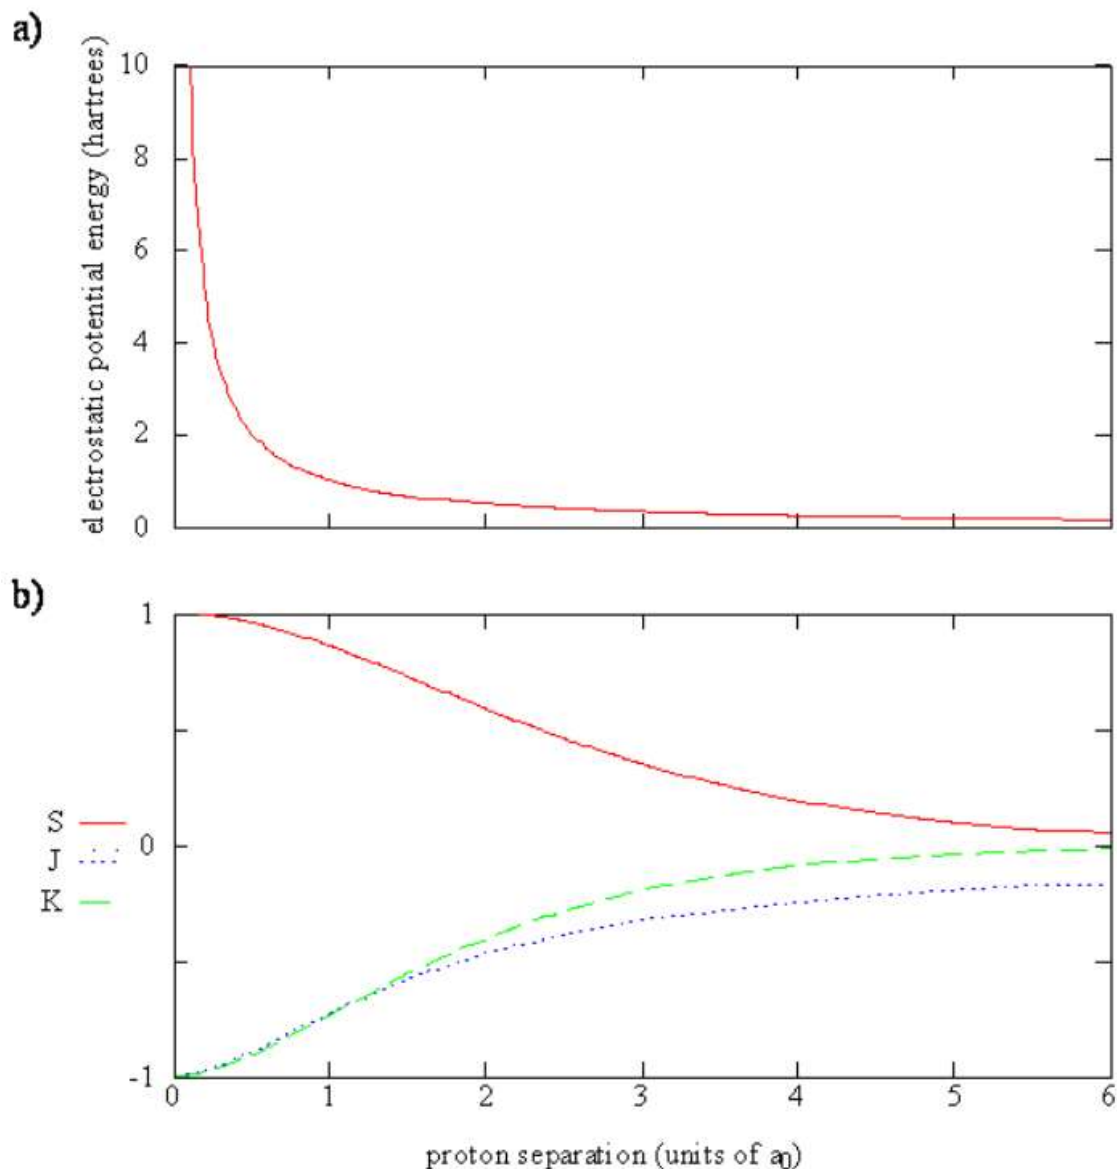 a)
electrostatic potential energy (hartrees)
10
8
6
4
2
0
b)
1
0
-1
S
J
K
0 1 2 3 4 5 6
proton separation (units of a0)